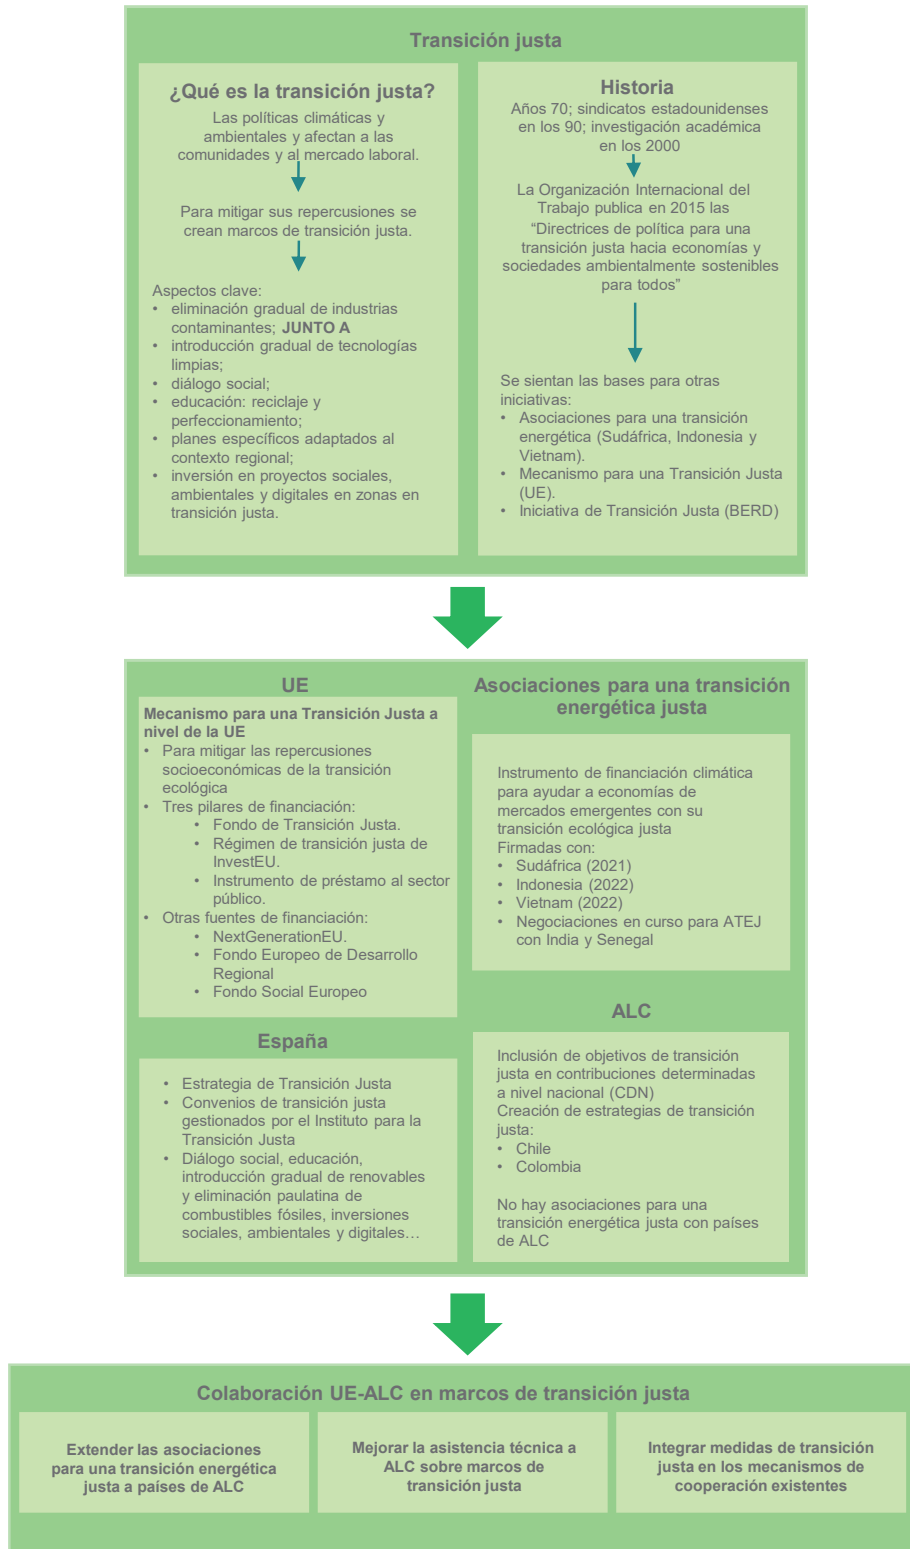 Transición justa
¿Qué es la transición justa?
Las políticas climáticas y
ambientales y afectan a las
comunidades y al mercado laboral.
Para mitigar sus repercusiones se
crean marcos de transición justa.
Aspectos clave:
• eliminación gradual de industrias
contaminantes; JUNTO A
• introducción gradual de tecnologías
limpias;
• diálogo social;
• educación: reciclaje y
perfeccionamiento;
• planes específicos adaptados al
contexto regional;
• inversión en proyectos sociales,
ambientales y digitales en zonas en
transición justa.
Historia
Años 70; sindicatos estadounidenses
en los 90; investigación académica
en los 2000
La Organización Internacional del
Trabajo publica en 2015 las
“Directrices de política para una
transición justa hacia economías y
sociedades ambientalmente sostenibles
para todos”
Se sientan las bases para otras
iniciativas:
• Asociaciones para una transición
energética (Sudáfrica, Indonesia y
Vietnam).
• Mecanismo para una Transición Justa
(UE).
• Iniciativa de Transición Justa (BERD)
UE
Mecanismo para una Transición Justa a
nivel de la UE
• Para mitigar las repercusiones
socioeconómicas de la transición
ecológica
• Tres pilares de financiación:
• Fondo de Transición Justa.
• Régimen de transición justa de
InvestEU.
• Instrumento de préstamo al sector
público.
• Otras fuentes de financiación:
• NextGenerationEU.
• Fondo Europeo de Desarrollo
Regional
• Fondo Social Europeo
España
• Estrategia de Transición Justa
• Convenios de transición justa
gestionados por el Instituto para la
Transición Justa
• Diálogo social, educación,
introducción gradual de renovables
y eliminación paulatina de
combustibles fósiles, inversiones
sociales, ambientales y digitales…
Asociaciones para una transición
energética justa
Instrumento de financiación climática
para ayudar a economías de
mercados emergentes con su
transición ecológica justa
Firmadas con:
• Sudáfrica (2021)
• Indonesia (2022)
• Vietnam (2022)
• Negociaciones en curso para ATEJ
con India y Senegal
ALC
Inclusión de objetivos de transición
justa en contribuciones determinadas
a nivel nacional (CDN)
Creación de estrategias de transición
justa:
• Chile
• Colombia
No hay asociaciones para una
transición energética justa con países
de ALC
Colaboración UE-ALC en marcos de transición justa
Extender las asociaciones
para una transición energética
justa a países de ALC
Mejorar la asistencia técnica a
ALC sobre marcos de
transición justa
Integrar medidas de transición
justa en los mecanismos de
cooperación existentes